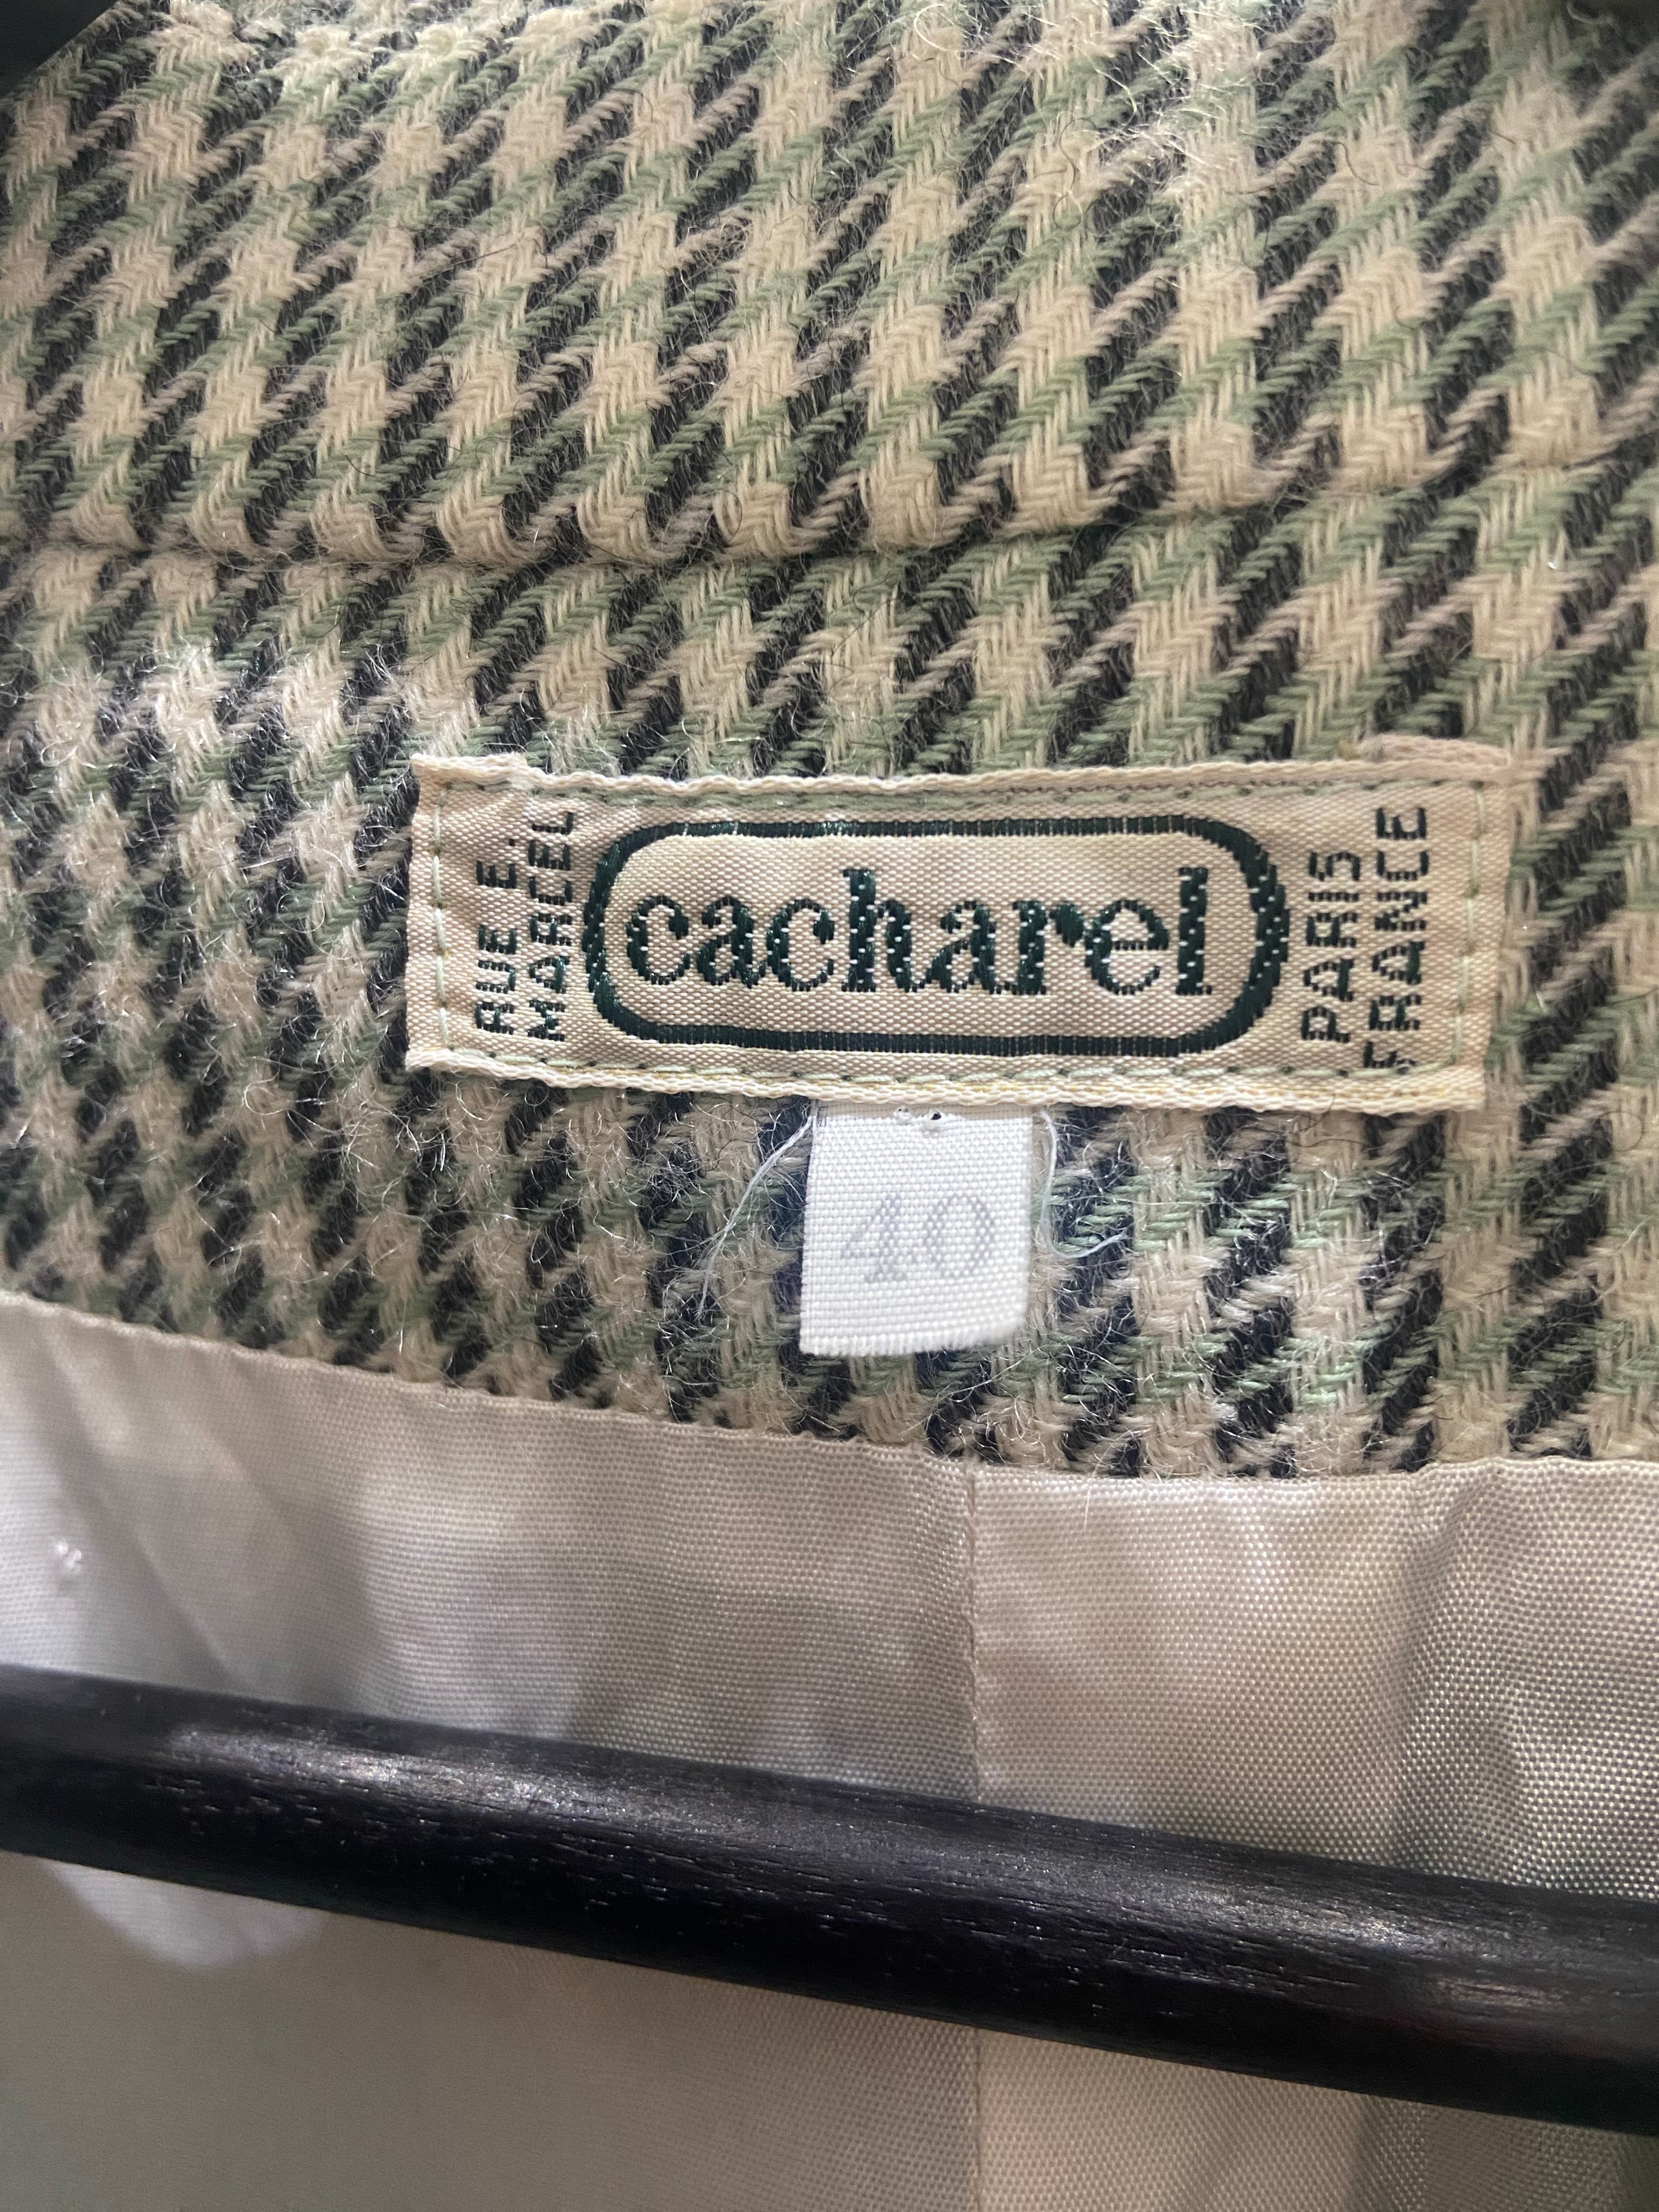 RUE E.
MARCEL
cacharel
PARIS
FRANCE
40